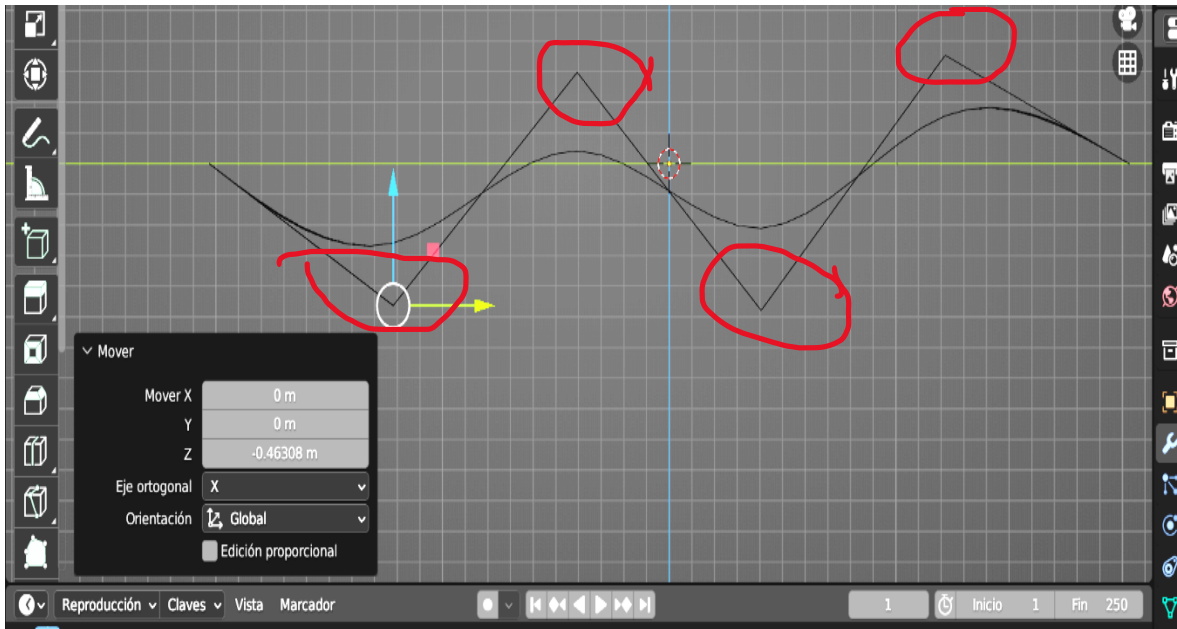 Mover
Mover X 0 m
Y 0 m
Z -0.46308 m
Eje ortogonal X
Orientación Global
Edición proporcional
Reproducción Claves Vista Marcador 1 Inicio 1 Fin 250